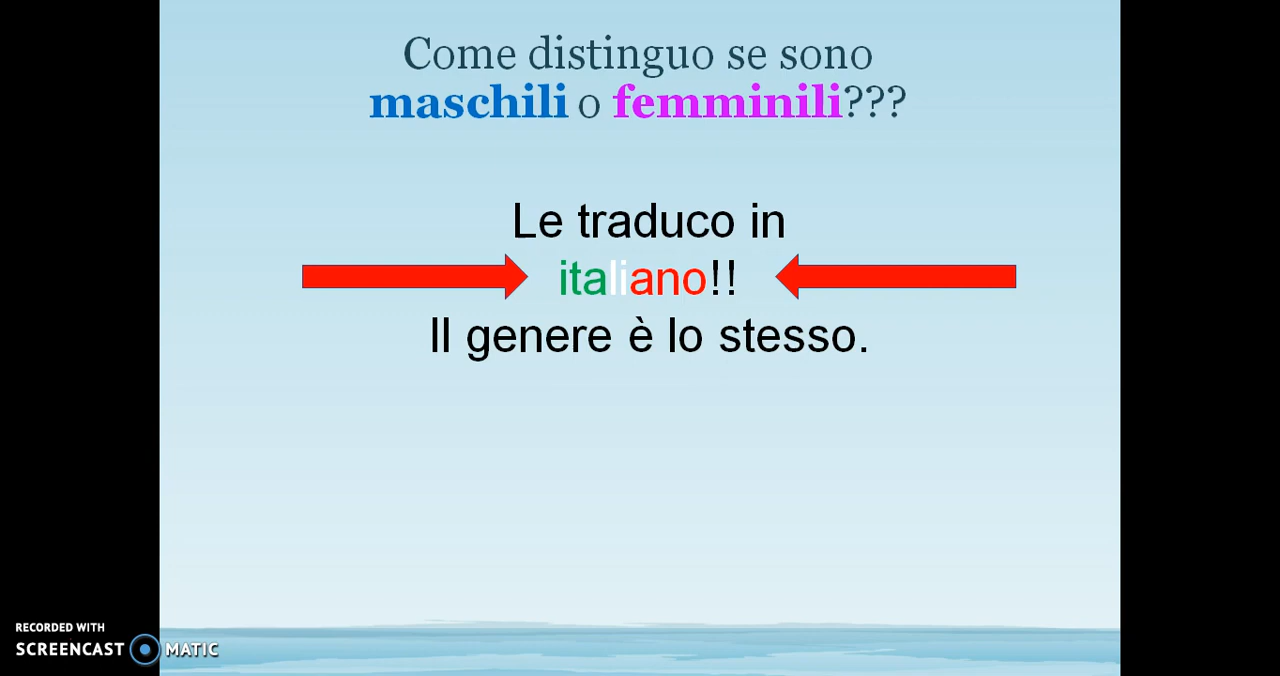 Come distinguo se sono
maschili o femminili???
Le traduco in
italiano!!
Il genere è lo stesso.
RECORDED WITH
SCREENCAST MATIC